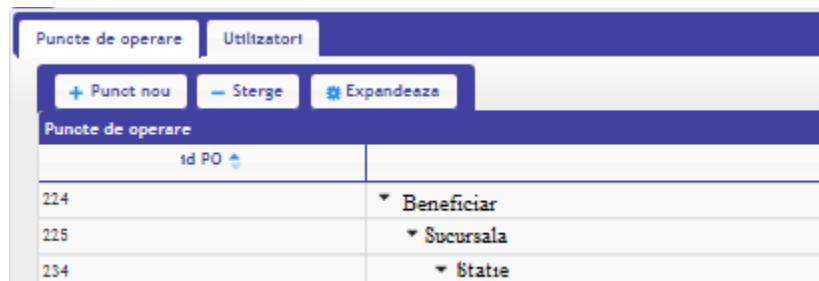 Puncte de operare Utilizatori
+ Punct nou − Sterge Expandeaza
Puncte de operare
id PO
224 Beneficiar
225 Sucursala
234 Statie